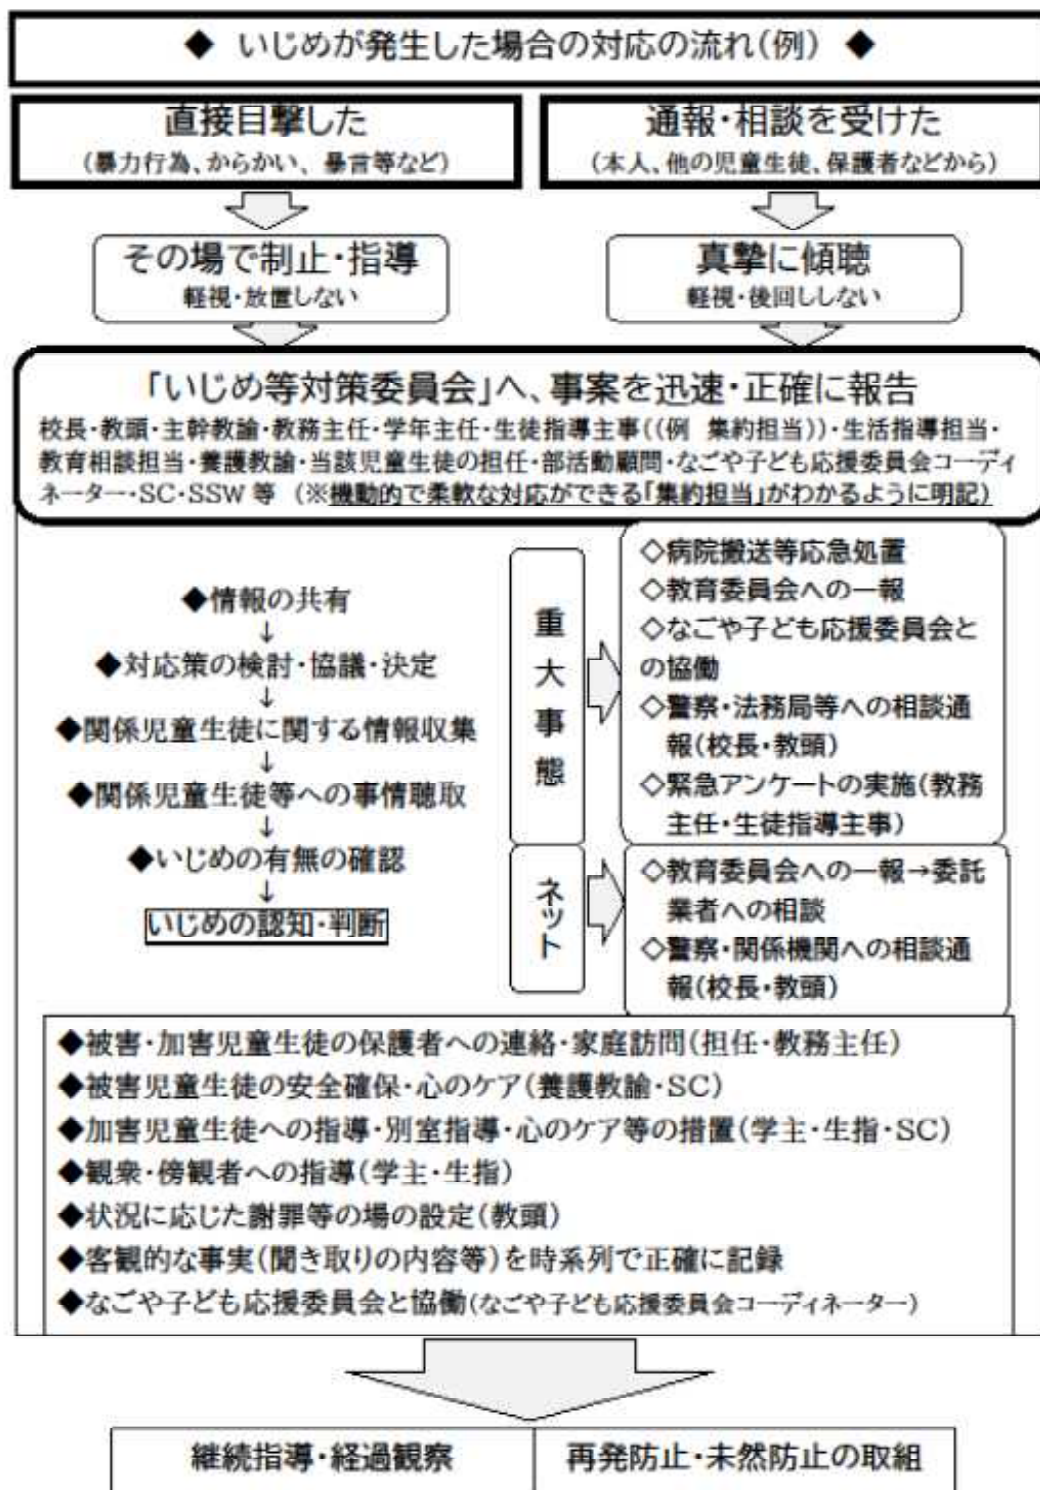 ◆ いじめが発生した場合の対応の流れ(例) ◆
直接目撃した
(暴力行為、からかい、暴言等など)
通報・相談を受けた
(本人、他の児童生徒、保護者などから)
その場で制止・指導
軽視・放置しない
真摯に傾聴
軽視・後回ししない
「いじめ等対策委員会」へ、事案を迅速・正確に報告
校長・教頭・主幹教諭・教務主任・学年主任・生徒指導主事((例 集約担当))・生活指導担当・
教育相談担当・養護教諭・当該児童生徒の担任・部活動顧問・なごや子ども応援委員会コーディ
ネーター・SC・SSW 等 (※機動的で柔軟な対応ができる「集約担当」がわかるように明記)
◆情報の共有
↓
◆対応策の検討・協議・決定
↓
◆関係児童生徒に関する情報収集
↓
◆関係児童生徒等への事情聴取
↓
◆いじめの有無の確認
↓
いじめの認知・判断
重大事態
◇病院搬送等応急処置
◇教育委員会への一報
◇なごや子ども応援委員会と
の協働
◇警察・法務局等への相談通
報(校長・教頭)
◇緊急アンケートの実施(教務
主任・生徒指導主事)
ネット
◇教育委員会への一報→委託
業者への相談
◇警察・関係機関への相談通
報(校長・教頭)
◆被害・加害児童生徒の保護者への連絡・家庭訪問(担任・教務主任)
◆被害児童生徒の安全確保・心のケア(養護教諭・SC)
◆加害児童生徒への指導・別室指導・心のケア等の措置(学主・生指・SC)
◆観衆・傍観者への指導(学主・生指)
◆状況に応じた謝罪等の場の設定(教頭)
◆客観的な事実(聞き取りの内容等)を時系列で正確に記録
◆なごや子ども応援委員会と協働(なごや子ども応援委員会コーディネーター)
継続指導・経過観察
再発防止・未然防止の取組